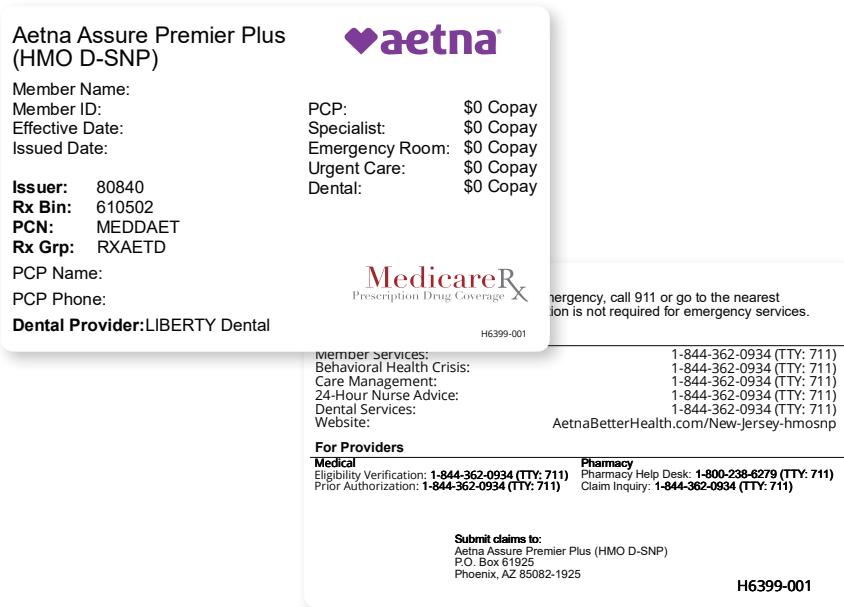 Aetna Assure Premier Plus
(HMO D-SNP)
aetna®
Member Name:
Member ID:
Effective Date:
Issued Date:
PCP: $0 Copay
Specialist: $0 Copay
Emergency Room: $0 Copay
Urgent Care: $0 Copay
Dental: $0 Copay
Issuer: 80840
Rx Bin: 610502
PCN: MEDDAET
Rx Grp: RXAETD
PCP Name:
PCP Phone:
Dental Provider:LIBERTY Dental
MedicareRx
Prescription Drug Coverage
H6399-001
call 911 or go to the nearest
is not required for emergency services.
Member Services: 1-844-362-0934 (TTY: 711)
Behavioral Health Crisis: 1-844-362-0934 (TTY: 711)
Care Management: 1-844-362-0934 (TTY: 711)
24-Hour Nurse Advice: 1-844-362-0934 (TTY: 711)
Dental Services: 1-844-362-0934 (TTY: 711)
Website: AetnaBetterHealth.com/New-Jersey-hmosnp
For Providers
Medical
Eligibility Verification: 1-844-362-0934 (TTY: 711)
Prior Authorization: 1-844-362-0934 (TTY: 711)
Pharmacy
Pharmacy Help Desk: 1-800-238-6279 (TTY: 711)
Claim Inquiry: 1-844-362-0934 (TTY: 711)
Submit claims to:
Aetna Assure Premier Plus (HMO D-SNP)
P.O. Box 61925
Phoenix, AZ 85082-1925
H6399-001